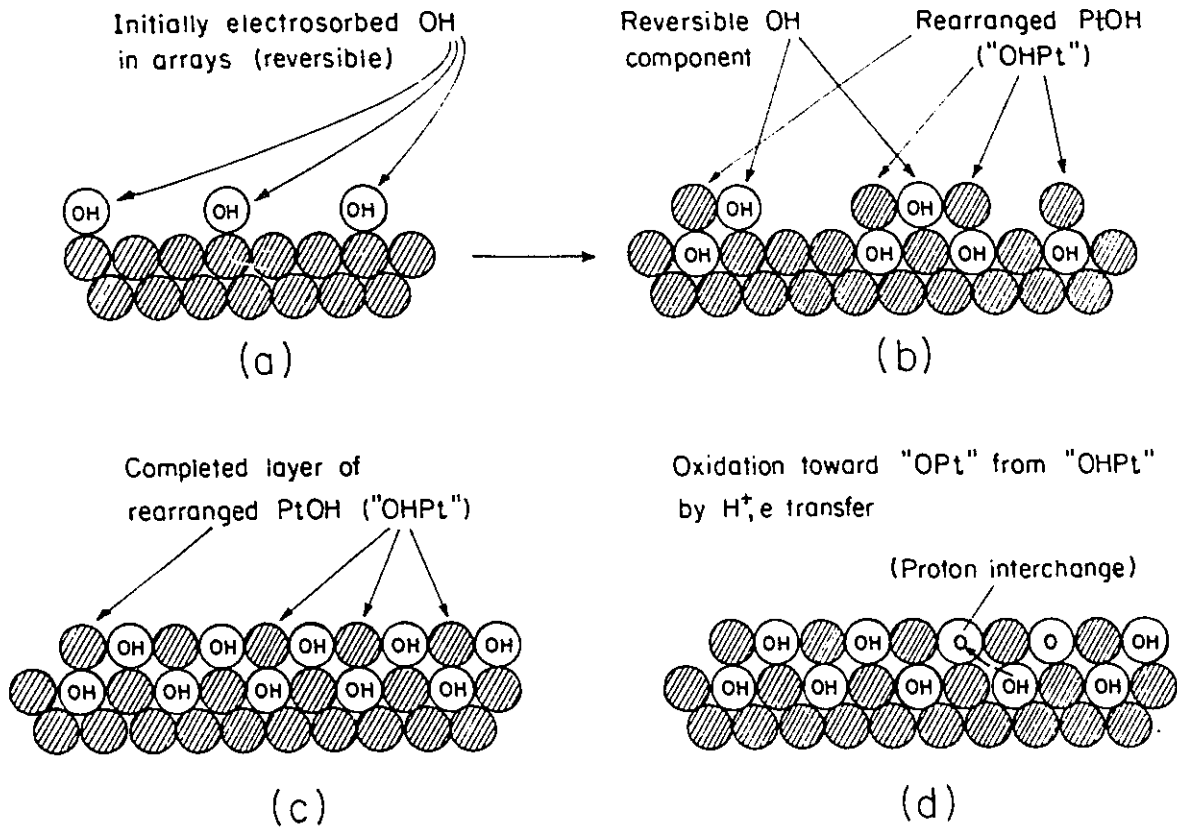 Initially electrosorbed OH
in arrays (reversible)
OH OH OH
(a)
Reversible OH
component
Rearranged PtOH
("OHPt")
OH OH
OH OH OH OH
(b)
Completed layer of
rearranged PtOH ("OHPt")
OH OH OH OH OH
OH OH OH OH OH
(c)
Oxidation toward "OPt" from "OHPt"
by H⁺, e transfer
(Proton interchange)
OH OH O O OH
OH OH OH OH OH
(d)